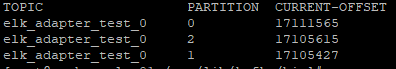 TOPIC PARTITION CURRENT-OFFSET
elk_adapter_test_0 0 17111565
elk_adapter_test_0 2 17105615
elk_adapter_test_0 1 17105427